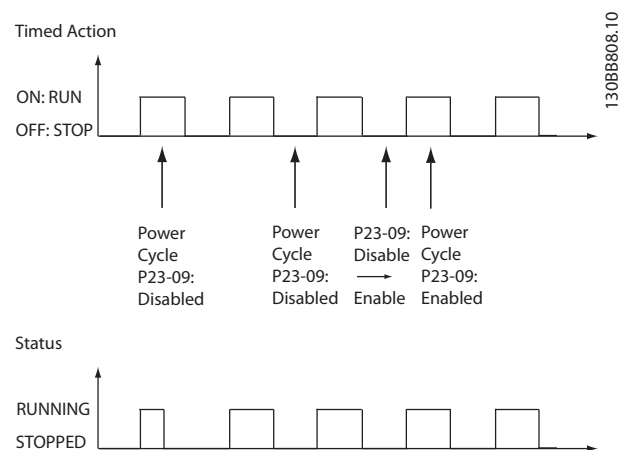 Timed Action
130BB808.10
ON: RUN
OFF: STOP
Power
Cycle
P23-09:
Disabled
Power
Cycle
P23-09:
Disabled
P23-09:
Disable
Enable
Power
Cycle
P23-09:
Enabled
Status
RUNNING
STOPPED